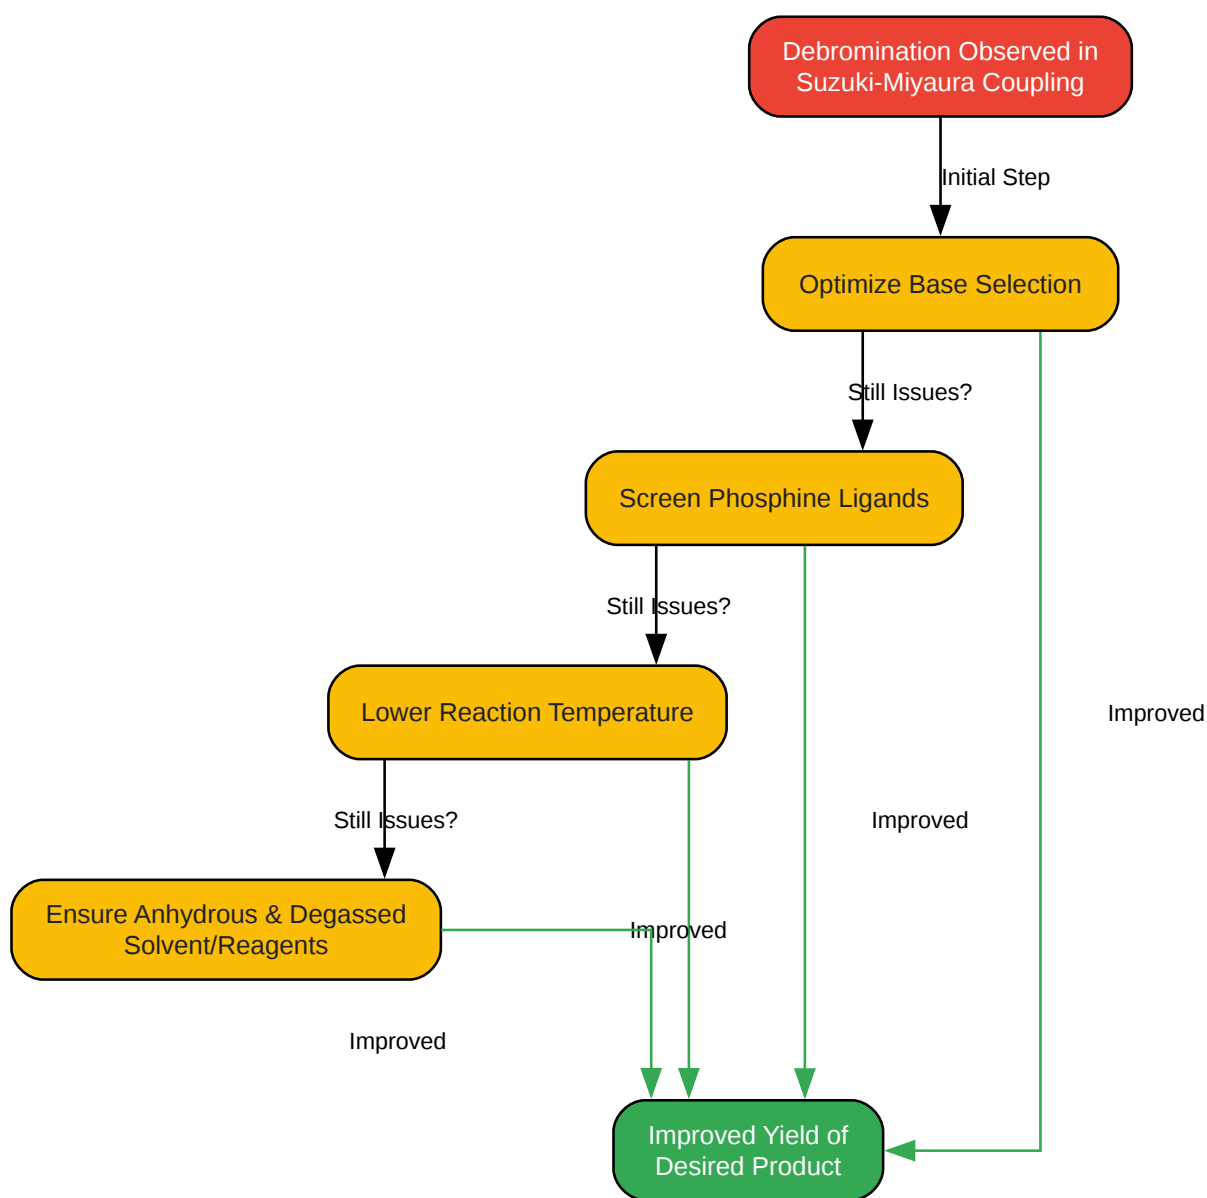 Debromination Observed in
Suzuki-Miyaura Coupling
Initial Step
Optimize Base Selection
Still Issues?
Screen Phosphine Ligands
Still Issues?
Lower Reaction Temperature
Improved
Still Issues?
Improved
Ensure Anhydrous & Degassed
Solvent/Reagents
Improved
Improved
Improved Yield of
Desired Product